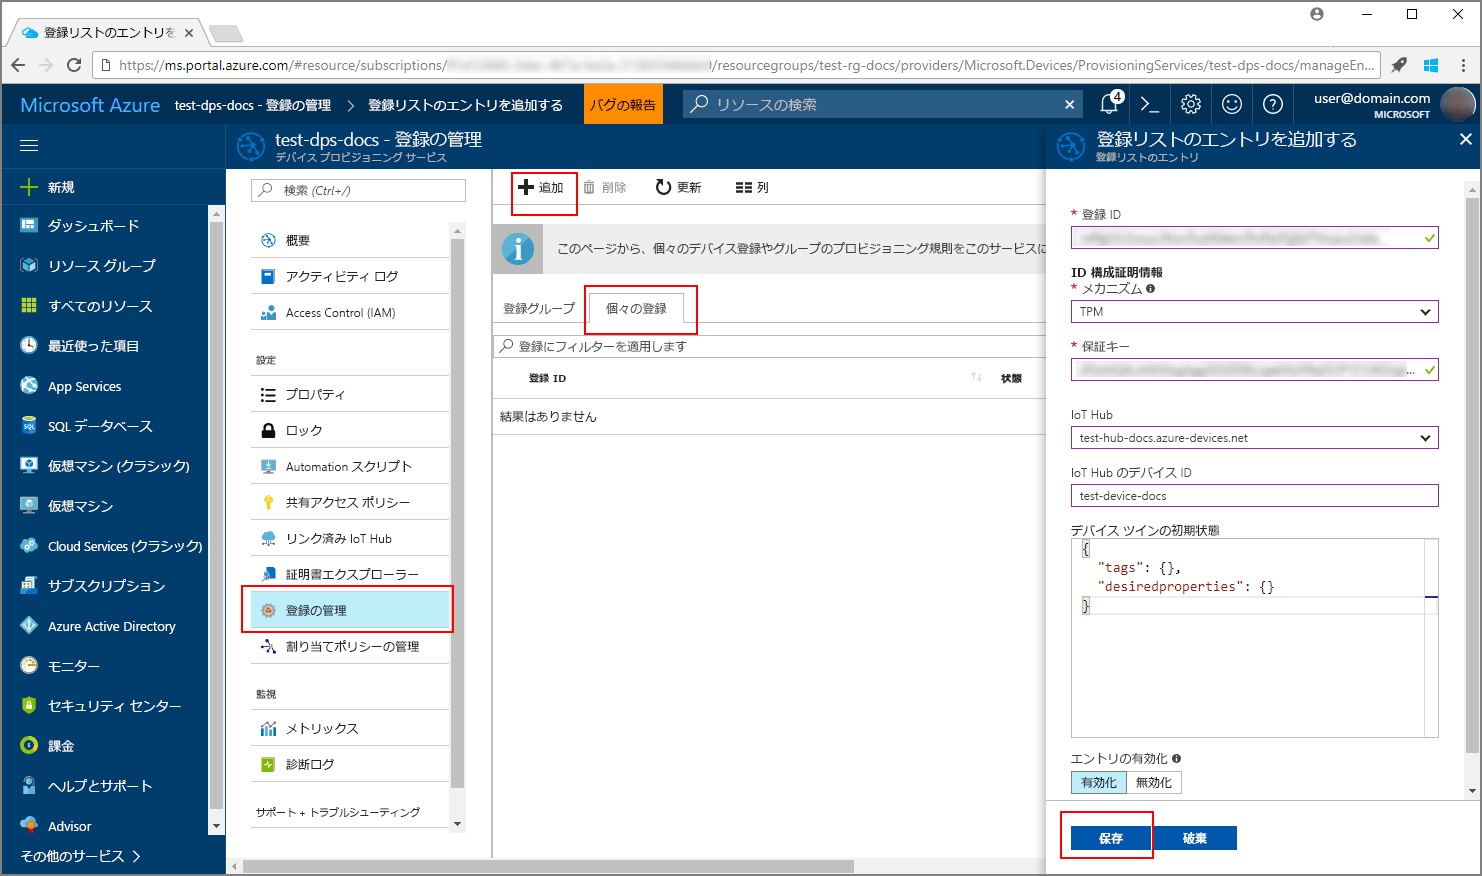 登録リストのエントリを
https://ms.portal.azure.com/#resource/subscriptions/
/resourcegroups/test-rg-docs/providers/Microsoft.Devices/ProvisioningServices/test-dps-docs/manageEn...
Microsoft Azure
test-dps-docs - 登録の管理
登録リストのエントリを追加する
バグの報告
リソースの検索
4
user@domain.com
MICROSOFT
新規
ダッシュボード
リソース グループ
すべてのリソース
最近使った項目
App Services
SQL データベース
仮想マシン (クラシック)
仮想マシン
Cloud Services (クラシック)
サブスクリプション
Azure Active Directory
モニター
セキュリティ センター
課金
ヘルプとサポート
Advisor
その他のサービス
test-dps-docs - 登録の管理
デバイス プロビジョニング サービス
検索 (Ctrl+/)
概要
アクティビティ ログ
Access Control (IAM)
設定
プロパティ
ロック
Automation スクリプト
共有アクセス ポリシー
リンク済み IoT Hub
証明書エクスプローラー
登録の管理
割り当てポリシーの管理
監視
メトリックス
診断ログ
サポート + トラブルシューティング
追加
削除
更新
列
このページから、個々のデバイス登録やグループのプロビジョニング規則をこのサービスに
登録グループ
個々の登録
登録にフィルターを適用します
登録 ID
状態
結果はありません
登録リストのエントリを追加する
登録リストのエントリ
* 登録 ID
ID 構成証明情報
* メカニズム
TPM
* 保証キー
IoT Hub
test-hub-docs.azure-devices.net
IoT Hub のデバイス ID
test-device-docs
デバイス ツインの初期状態
{
"tags": {},
"desiredproperties": {}
}
エントリの有効化
有効化
無効化
保存
破棄